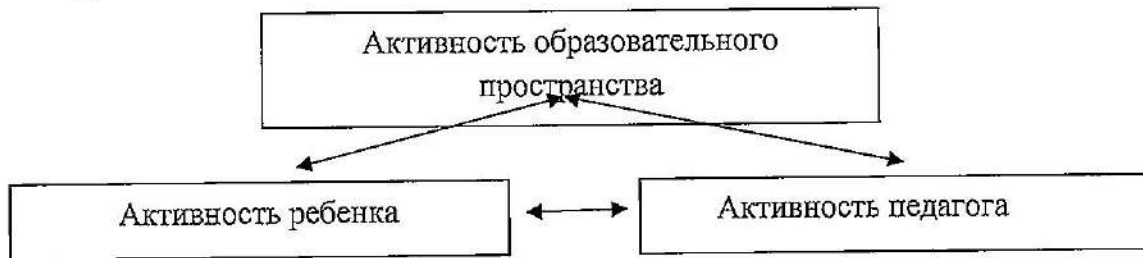 Активность образовательного
пространства
Активность ребенка
Активность педагога